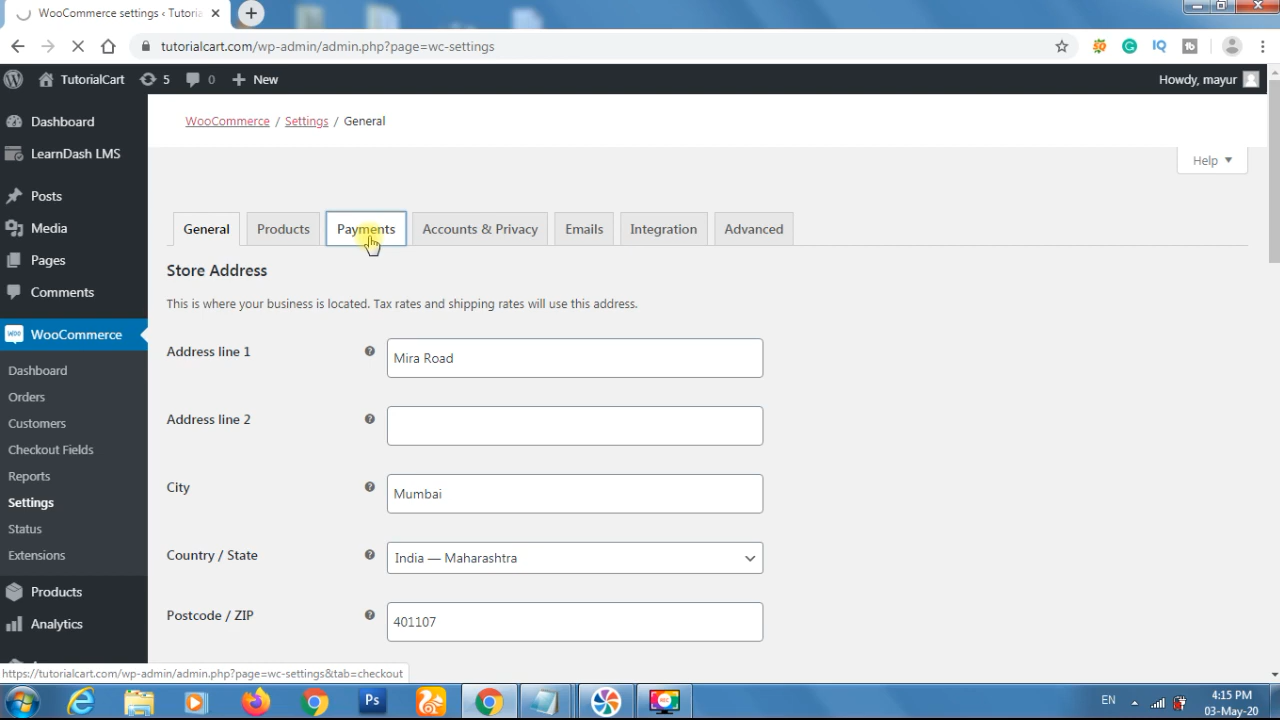 WooCommerce settings ‹ Tutorial
tutorialcart.com/wp-admin/admin.php?page=wc-settings
TutorialCart 5 0 New Howdy, mayur
Dashboard
LearnDash LMS
Posts
Media
Pages
Comments
WooCommerce
Dashboard
Orders
Customers
Checkout Fields
Reports
Settings
Status
Extensions
Products
Analytics
WooCommerce / Settings / General
Help
General Products Payments Accounts & Privacy Emails Integration Advanced
Store Address
This is where your business is located. Tax rates and shipping rates will use this address.
Address line 1 Mira Road
Address line 2
City Mumbai
Country / State India — Maharashtra
Postcode / ZIP 401107
https://tutorialcart.com/wp-admin/admin.php?page=wc-settings&tab=checkout
Ps
EN
4:15 PM
03-May-20